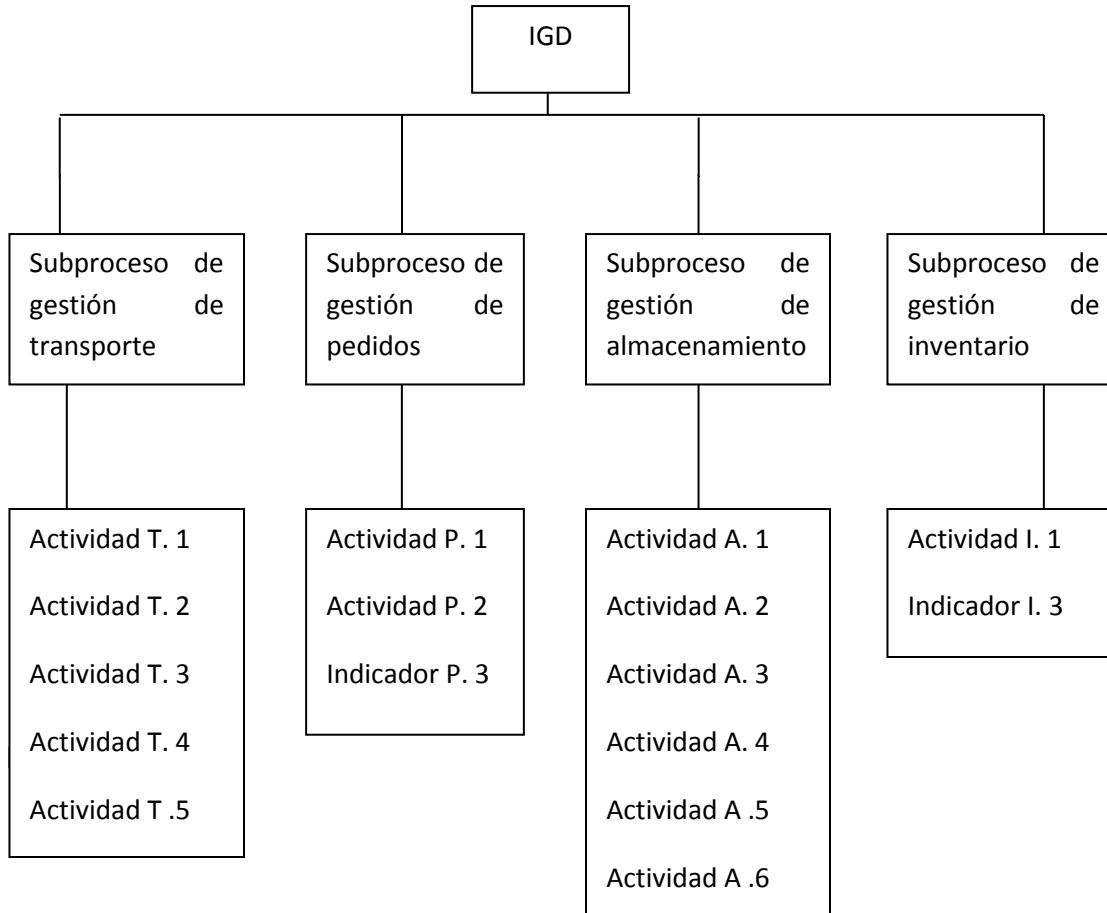 IGD
Subproceso de
gestión de
transporte
Subproceso de
gestión de
pedidos
Subproceso de
gestión de
almacenamiento
Subproceso de
gestión de
inventario
Actividad T. 1
Actividad T. 2
Actividad T. 3
Actividad T. 4
Actividad T .5
Actividad P. 1
Actividad P. 2
Indicador P. 3
Actividad A. 1
Actividad A. 2
Actividad A. 3
Actividad A. 4
Actividad A .5
Actividad A .6
Actividad I. 1
Indicador I. 3